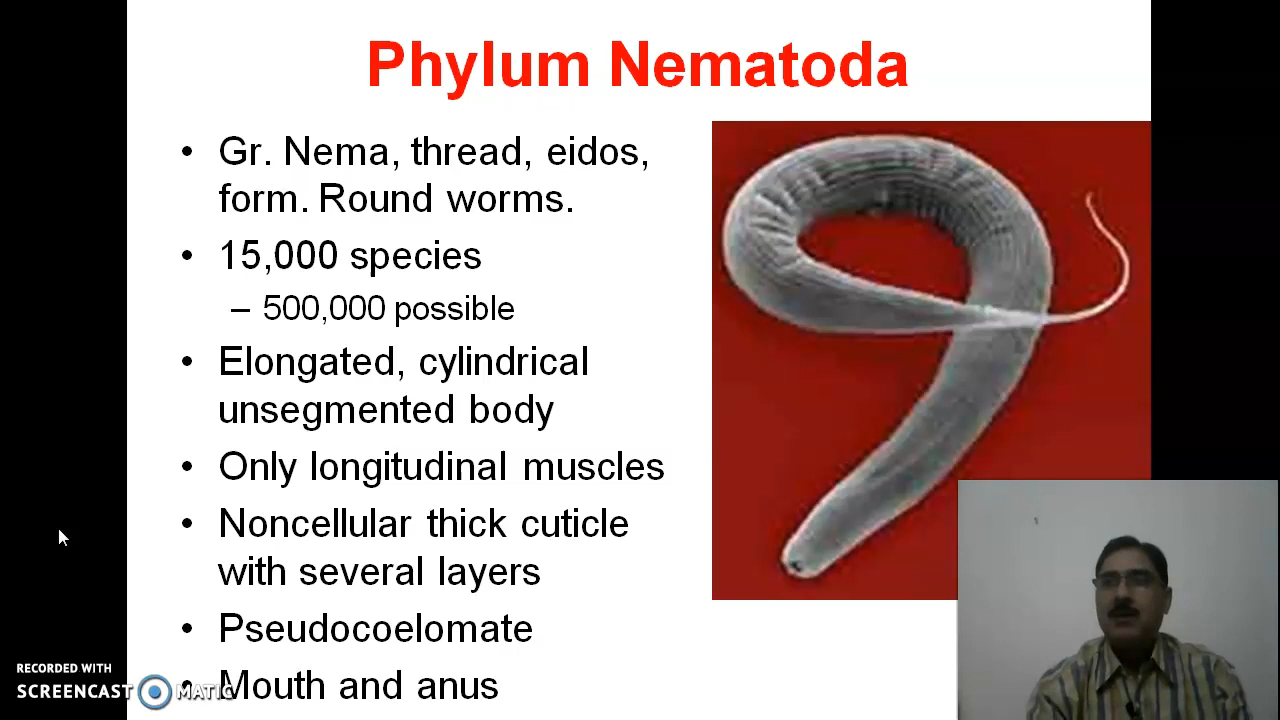 Phylum Nematoda
• Gr. Nema, thread, eidos,
form. Round worms.
• 15,000 species
– 500,000 possible
• Elongated, cylindrical
unsegmented body
• Only longitudinal muscles
• Noncellular thick cuticle
with several layers
• Pseudocoelomate
• Mouth and anus
RECORDED WITH
SCREENCAST MATIC